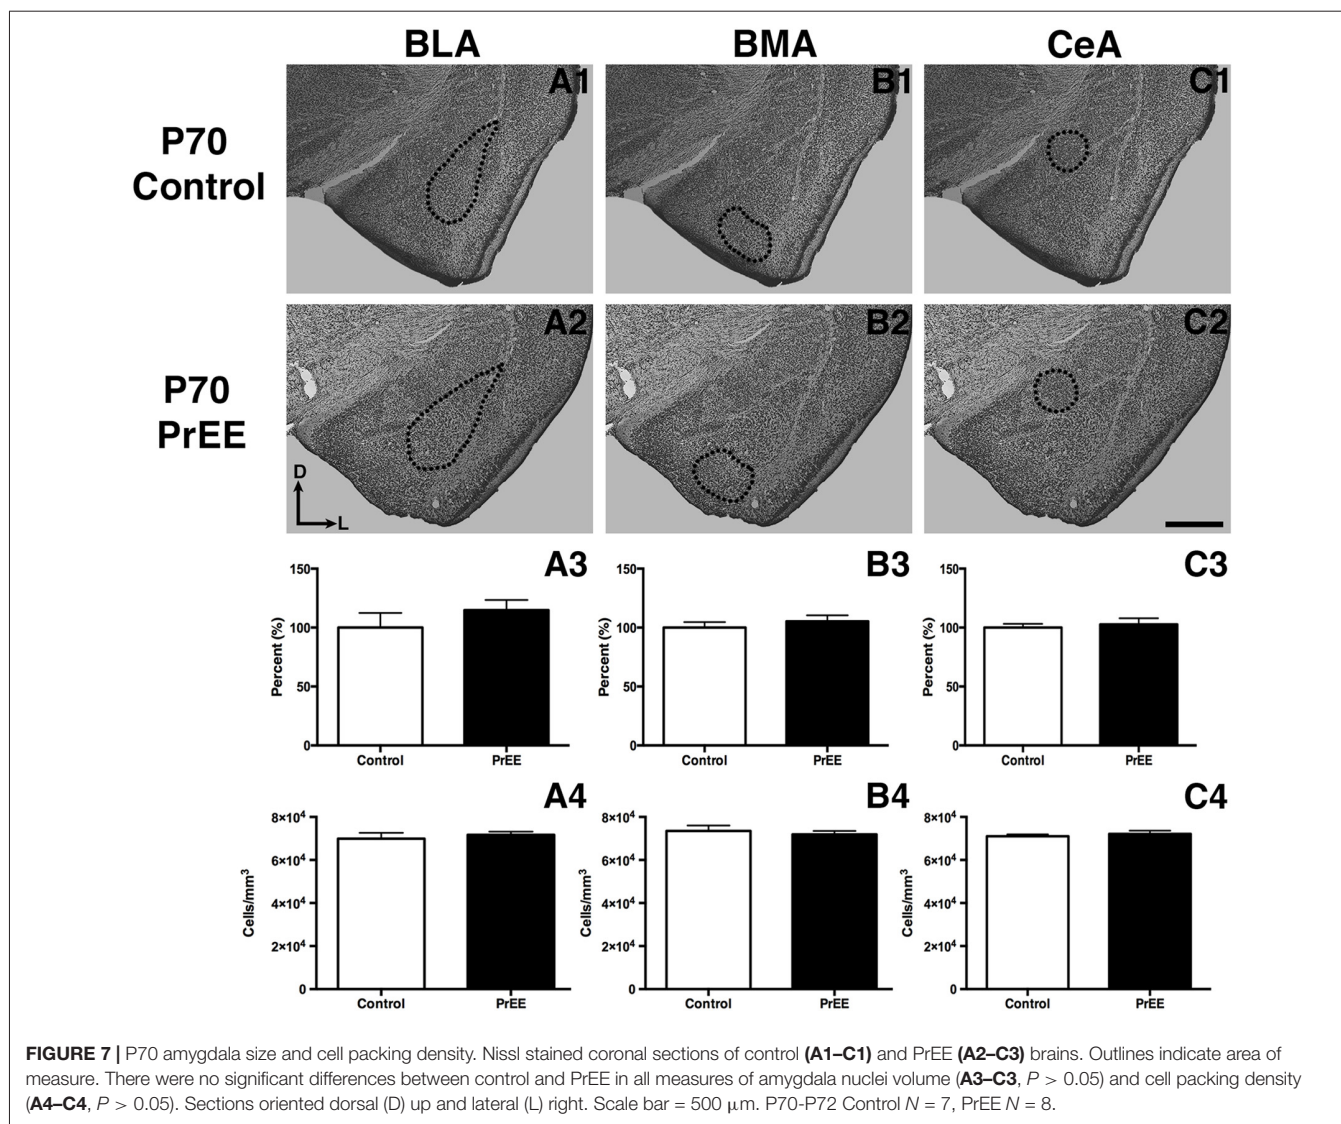 BLA BMA CeA
A1 B1 C1
P70
Control
A2 B2 C2
P70
PrEE
D
L
A3 B3 C3
150 150 150
100 100 100
50 50 50
0 0 0
Percent (%) Percent (%) Percent (%)
Control PrEE Control PrEE Control PrEE
A4 B4 C4
8×10⁴ 8×10⁴ 8×10⁴
6×10⁴ 6×10⁴ 6×10⁴
4×10⁴ 4×10⁴ 4×10⁴
2×10⁴ 2×10⁴ 2×10⁴
0 0 0
Cells/mm³ Cells/mm³ Cells/mm³
Control PrEE Control PrEE Control PrEE
FIGURE 7 | P70 amygdala size and cell packing density. Nissl stained coronal sections of control (A1–C1) and PrEE (A2–C3) brains. Outlines indicate area of
measure. There were no significant differences between control and PrEE in all measures of amygdala nuclei volume (A3–C3, P > 0.05) and cell packing density
(A4–C4, P > 0.05). Sections oriented dorsal (D) up and lateral (L) right. Scale bar = 500 μm. P70-P72 Control N = 7, PrEE N = 8.